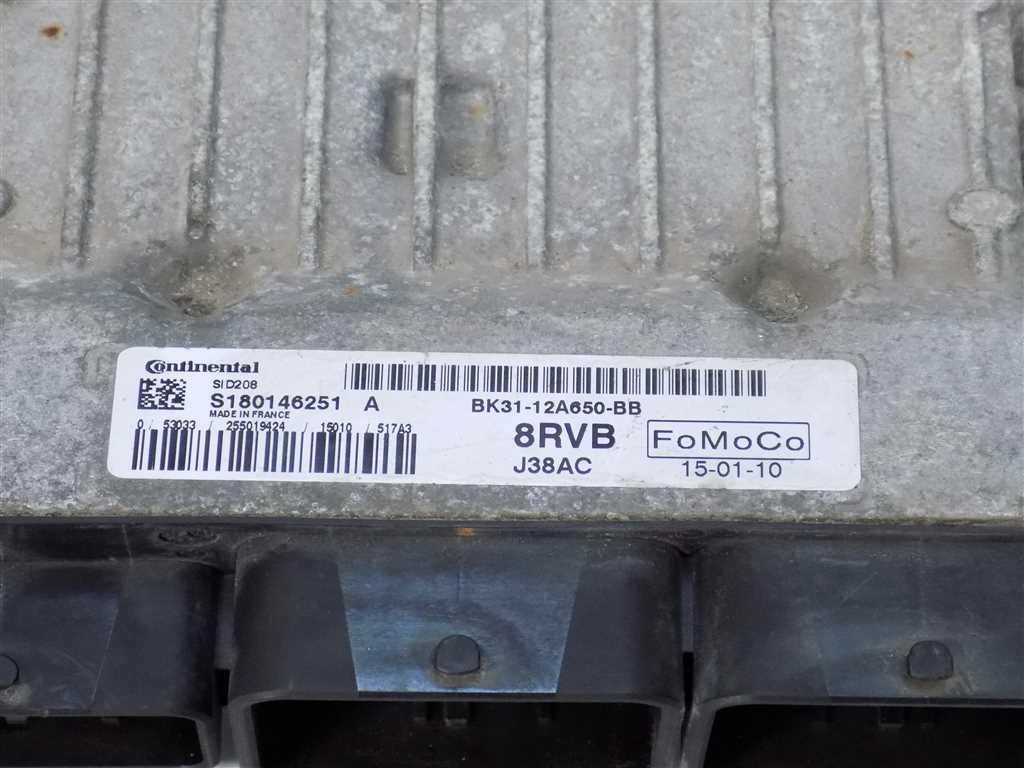 Continental
SID208
S180146251 A
MADE IN FRANCE
0 / 53033 / 255019424 / 15010 / 517A3
BK31-12A650-BB
8RVB
FoMoCo
J38AC
15-01-10